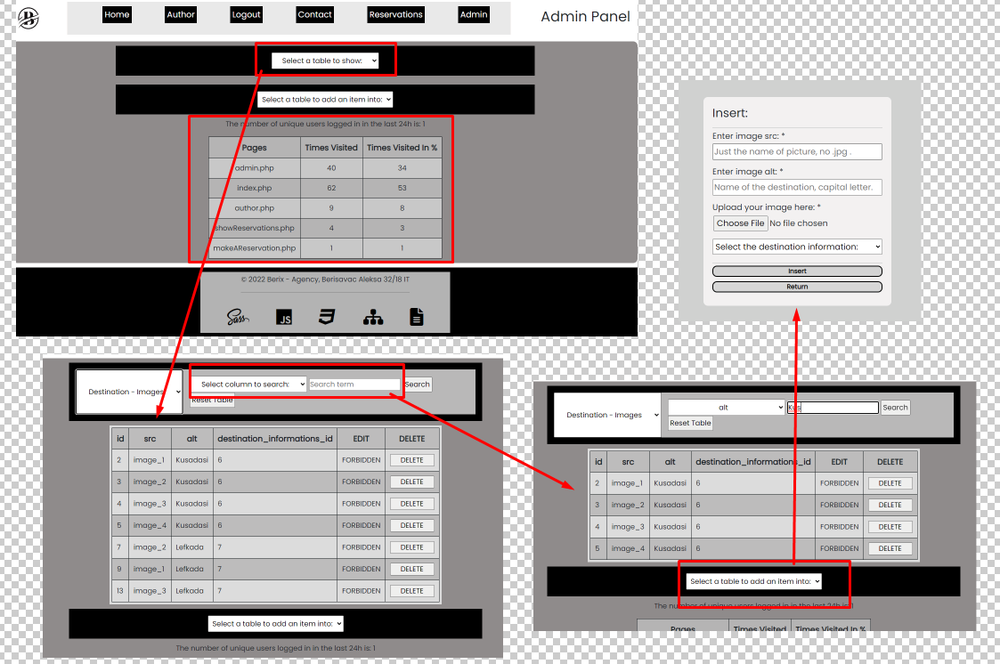 Home Author Logout Contact Reservations Admin Admin Panel
Select a table to show:
Select a table to add an item into:
The number of unique users logged in in the last 24h is: 1
Pages Times Visited Times Visited In %
admin.php 40 34
index.php 62 53
author.php 9 8
showReservations.php 4 3
makeAReservation.php 1 1
© 2022 Berix - Agency, Berisavac Aleksa 32/18 IT
Sass JS
Insert:
Enter image src: *
Just the name of picture, no .jpg .
Enter image alt: *
Name of the destination, capital letter.
Upload your image here: *
Choose File No file chosen
Select the destination information:
Insert
Return
Destination - Images Select column to search: Search term Search
Reset Table
id src alt destination_informations_id EDIT DELETE
2 image_1 Kusadasi 6 FORBIDDEN DELETE
3 image_2 Kusadasi 6 FORBIDDEN DELETE
4 image_3 Kusadasi 6 FORBIDDEN DELETE
5 image_4 Kusadasi 6 FORBIDDEN DELETE
7 image_2 Lefkada 7 FORBIDDEN DELETE
9 image_1 Lefkada 7 FORBIDDEN DELETE
13 image_3 Lefkada 7 FORBIDDEN DELETE
Select a table to add an item into:
The number of unique users logged in in the last 24h is: 1
Destination - Images alt Kus Search
Reset Table
id src alt destination_informations_id EDIT DELETE
2 image_1 Kusadasi 6 FORBIDDEN DELETE
3 image_2 Kusadasi 6 FORBIDDEN DELETE
4 image_3 Kusadasi 6 FORBIDDEN DELETE
5 image_4 Kusadasi 6 FORBIDDEN DELETE
Select a table to add an item into:
The number of unique users logged in in the last 24h is: 1
Pages Times Visited Times Visited In %